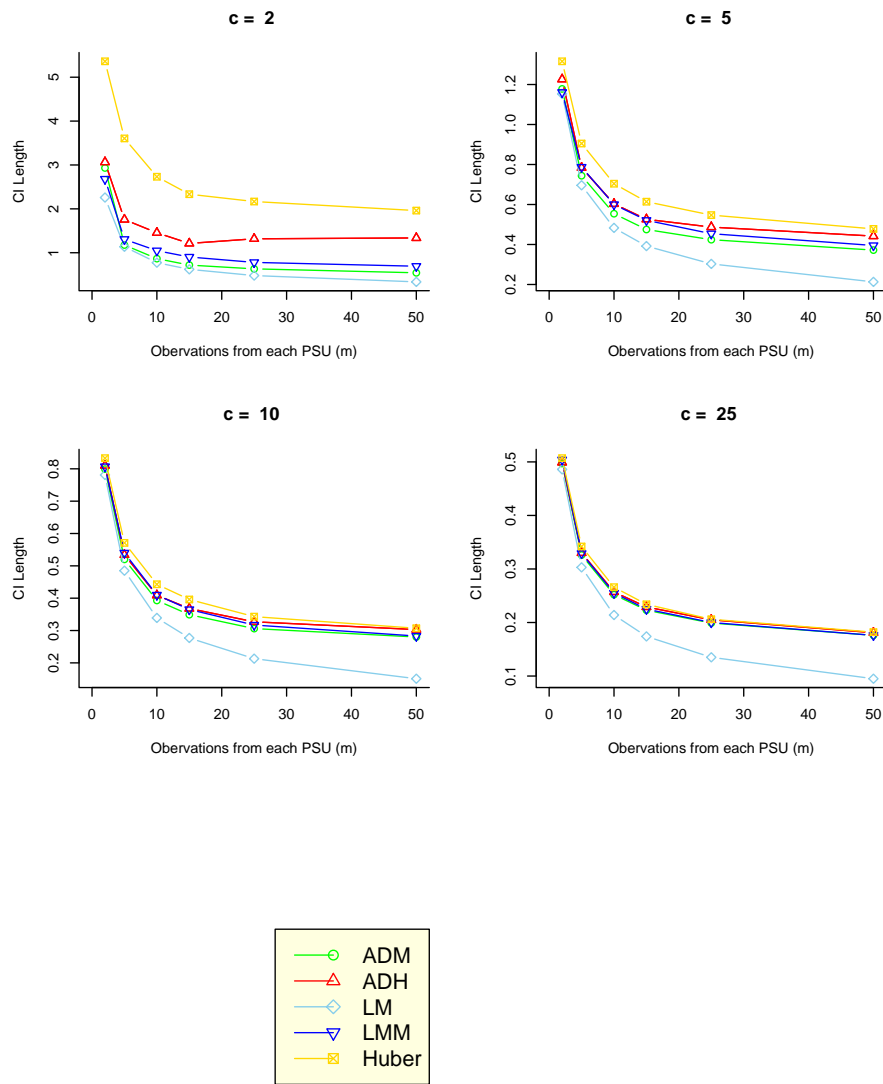 c = 2
5
4
3
2
1
CI Length
0 10 20 30 40 50
Obervations from each PSU (m)
c = 5
1.2
1.0
0.8
0.6
0.4
0.2
CI Length
0 10 20 30 40 50
Obervations from each PSU (m)
c = 10
0.8
0.7
0.6
0.5
0.4
0.3
0.2
CI Length
0 10 20 30 40 50
Obervations from each PSU (m)
c = 25
0.5
0.4
0.3
0.2
0.1
CI Length
0 10 20 30 40 50
Obervations from each PSU (m)
ADM
ADH
LM
LMM
Huber